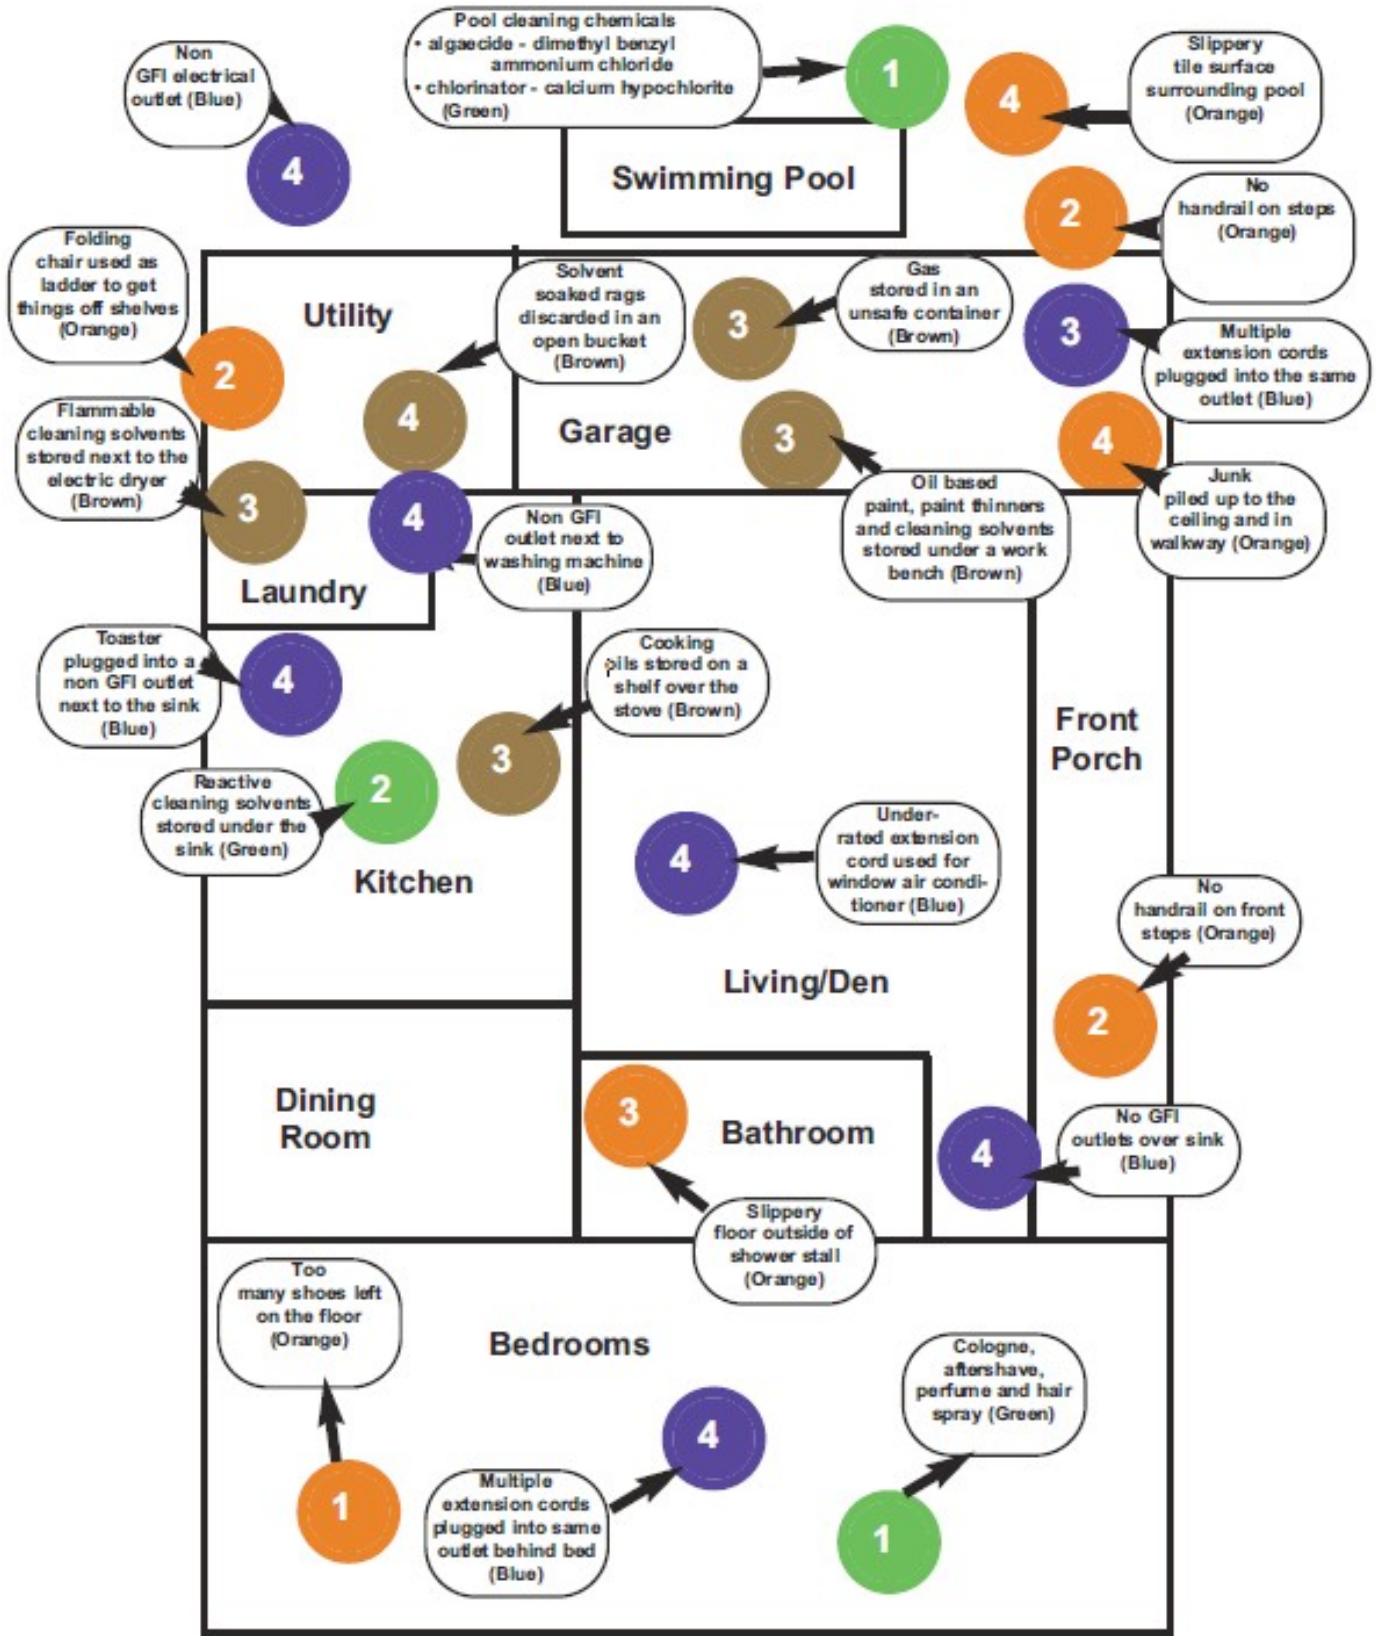 Pool cleaning chemicals
• algaecide - dimethyl benzyl
ammonium chloride
• chlorinator - calcium hypochlorite
(Green)
1
Non
GFI electrical
outlet (Blue)
4
Slippery
tile surface
surrounding pool
(Orange)
4
Swimming Pool
No
handrail on steps
(Orange)
2
Folding
chair used as
ladder to get
things off shelves
(Orange)
2
Utility
Solvent
soaked rags
discarded in an
open bucket
(Brown)
4
Gas
stored in an
unsafe container
(Brown)
3
Multiple
extension cords
plugged into the same
outlet (Blue)
3
Flammable
cleaning solvents
stored next to the
electric dryer
(Brown)
3
Garage
3
Oil based
paint, paint thinners
and cleaning solvents
stored under a work
bench (Brown)
4
Junk
piled up to the
ceiling and in
walkway (Orange)
4
Non GFI
outlet next to
washing machine
(Blue)
Laundry
Toaster
plugged into a
non GFI outlet
next to the sink
(Blue)
4
Cooking
oils stored on a
shelf over the
stove (Brown)
3
Front
Porch
Reactive
cleaning solvents
stored under the
sink (Green)
2
Kitchen
4
Under-
rated extension
cord used for
window air condi-
tioner (Blue)
No
handrail on front
steps (Orange)
2
Living/Den
Dining
Room
3
Bathroom
4
No GFI
outlets over sink
(Blue)
Slippery
floor outside of
shower stall
(Orange)
Too
many shoes left
on the floor
(Orange)
1
Bedrooms
Cologne,
aftershave,
perfume and hair
spray (Green)
1
4
Multiple
extension cords
plugged into same
outlet behind bed
(Blue)